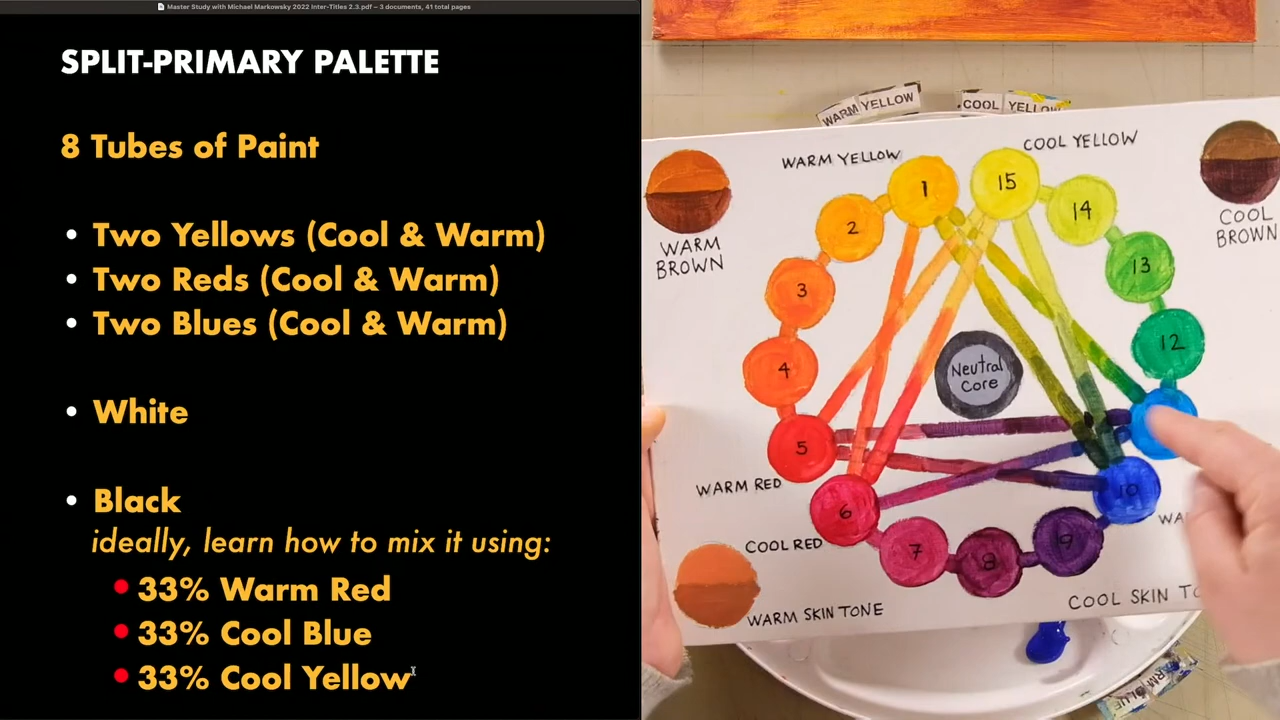 Master Study with Michael Markowsky 2022 Inter-Titles 2.3.pdf – 3 documents, 41 total pages
SPLIT-PRIMARY PALETTE
8 Tubes of Paint
• Two Yellows (Cool & Warm)
• Two Reds (Cool & Warm)
• Two Blues (Cool & Warm)
• White
• Black
ideally, learn how to mix it using:
• 33% Warm Red
• 33% Cool Blue
• 33% Cool Yellow
WARM YELLOW
COOL YELLOW
WARM YELLOW
COOL YELLOW
1
15
2
14
3
13
4
12
5
6
7
8
9
10
WARM
BROWN
COOL
BROWN
Neutral
Core
WARM RED
COOL RED
WARM SKIN TONE
COOL SKIN
WARM BLUE